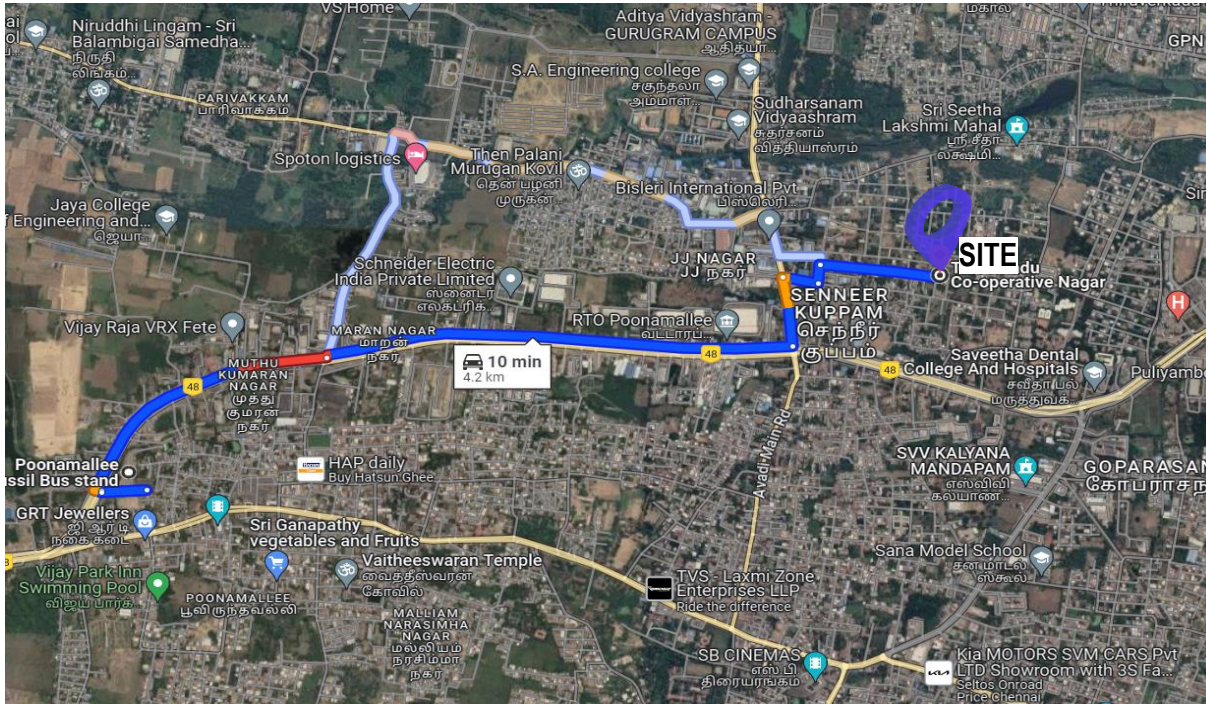 VS Home
Niruddhi Lingam - Sri
Balambigai Samedha...
நிருதி
லிங்கம்...
PARIVAKKAM
பாரிவாக்கம்
Aditya Vidyashram -
GURUGRAM CAMPUS
ஆதித்யா...
GPN
S.A. Engineering college
சகுந்தலா
அம்மாள்...
Sudharsanam
Vidyaashram
சுதர்சனம்
வித்தியாஸ்ரம்
Sri Seetha
Lakshmi Mahal
ஸ்ரீ சீதா
லக்ஷ்மி...
Spoton logistics
Then Palani
Murugan Kovil
தென் பழனி
முருகன்...
Bisleri International Pvt
பிஸ்லெரி...
Jaya College
of Engineering and...
ஜெயா...
JJ NAGAR
JJ நகர்
SITE
Co-operative Nagar
Schneider Electric
India Private Limited
ஸ்னைடர்
எலக்ட்ரிக்...
SENNEER
KUPPAM
செந்நீர்
குப்பம்
H
Vijay Raja VRX Fete
MARAN NAGAR
மாறன்
நகர்
RTO Poonamallee
வட்டாரப்...
48
10 min
4.2 km
48
48
MUTHU
KUMARAN
NAGAR
முத்து
குமரன்
நகர்
Saveetha Dental
College And Hospitals
சவீதா பல்
மருத்துவக்...
Avadi Main Rd
Poonamallee
ussil Bus stand
HAP daily
Buy Hatsun Ghee
SVV KALYANA
MANDAPAM
எஸ்விவி
கல்யாண...
GOPARASAN
GRT Jewellers
ஜி ஆர் டி
நகை கடை
Sri Ganapathy
vegetables and Fruits
Vaitheeswaran Temple
வைத்தீஸ்வரன்
கோவில்
Sana Model School
சனா மாடல்
ஸ்கூல்
Vijay Park Inn
Swimming Pool
விஜய் பார்க்...
POONAMALLEE
பூவிருந்தவல்லி
TVS - Laxmi Zone
Enterprises LLP
Ride the difference
MALLIAM
NARASIMHA
NAGAR
மல்லியம்
நரசிம்மா
நகர்
SB CINEMAS
எஸ்.பி.
திரையரங்கம்
Kia MOTORS SVM CARS Pvt
LTD Showroom with 3S Fa...
Seltos Onroad
Price Chennai